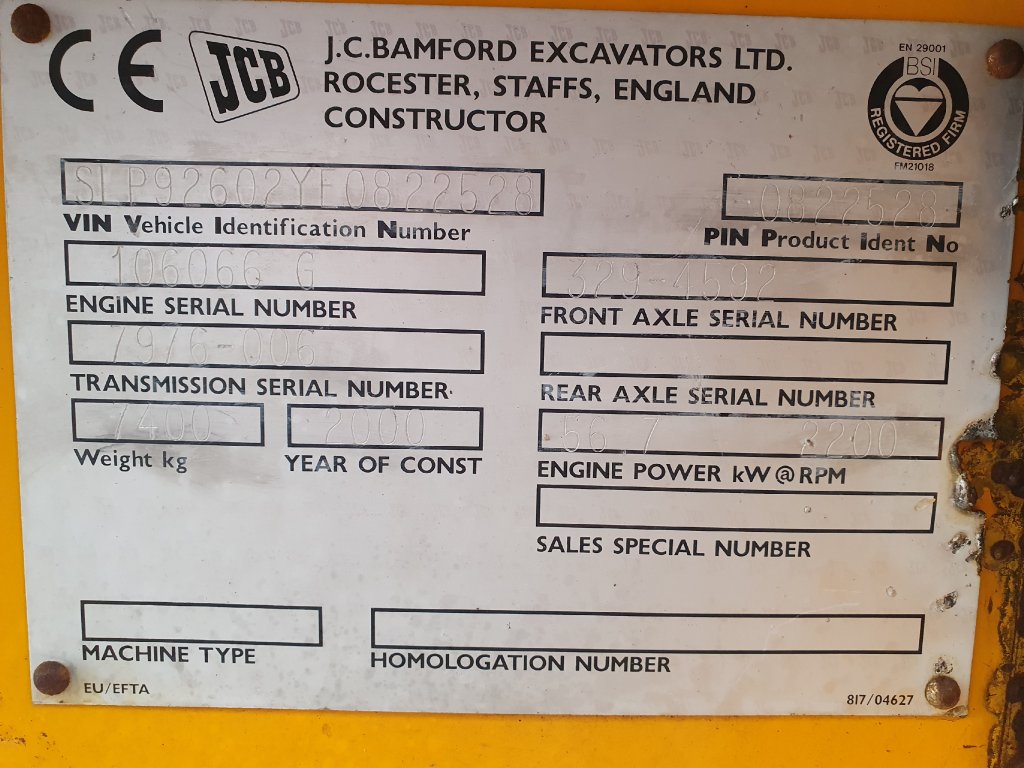 CE JCB J.C.BAMFORD EXCAVATORS LTD.
ROCESTER, STAFFS, ENGLAND
CONSTRUCTOR
EN 29001
BSI
REGISTERED FIRM
FM21018
SLP92602YE0822528
VIN Vehicle Identification Number
0822528
PIN Product Ident No
106066 G
ENGINE SERIAL NUMBER
329-4592
FRONT AXLE SERIAL NUMBER
7976-006
TRANSMISSION SERIAL NUMBER.
REAR AXLE SERIAL NUMBER
7400
Weight kg
2000
YEAR OF CONST
56.7 2200
ENGINE POWER kW@RPM
SALES SPECIAL NUMBER
MACHINE TYPE
HOMOLOGATION NUMBER
EU/EFTA
817/04627